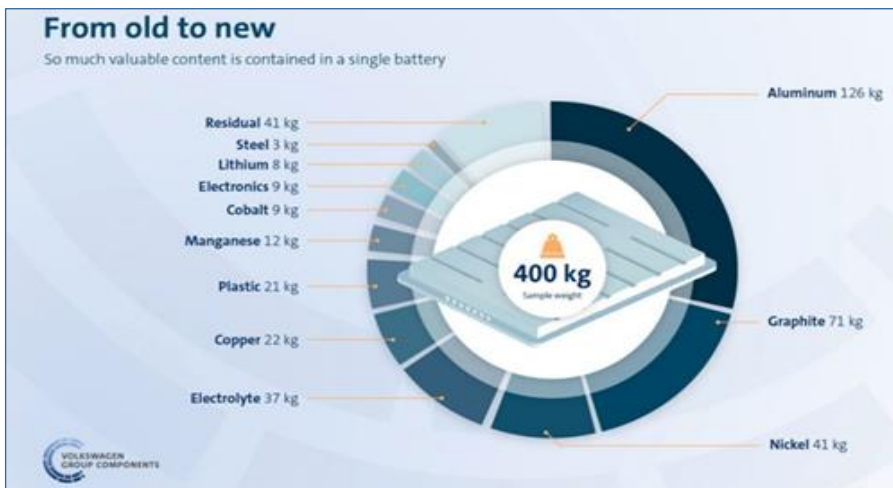 From old to new
So much valuable content is contained in a single battery
Aluminum 126 kg
Residual 41 kg
Steel 3 kg
Lithium 8 kg
Electronics 9 kg
Cobalt 9 kg
Manganese 12 kg
Plastic 21 kg
Copper 22 kg
Electrolyte 37 kg
400 kg
Sample weight
Graphite 71 kg
Nickel 41 kg
VOLKSWAGEN
GROUP COMPONENTS